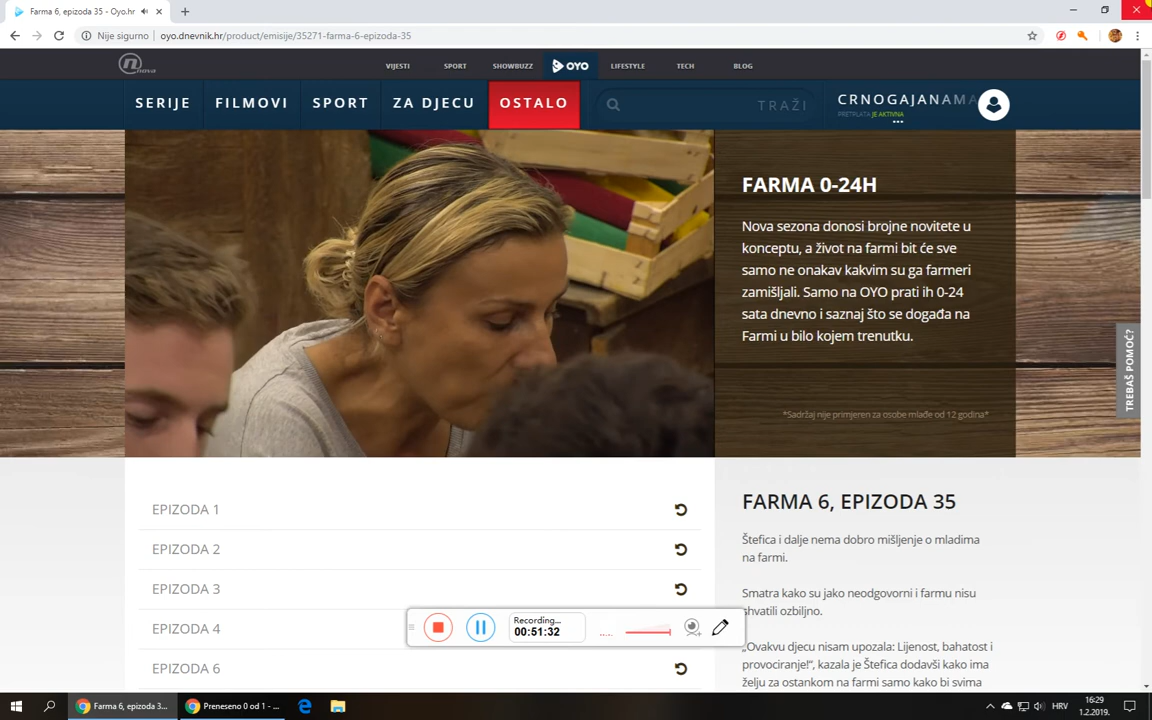 Farma 6, epizoda 35 - Oyo.hr
Nije sigurno
oyo.dnevnik.hr/product/emisije/35271-farma-6-epizoda-35
nova
VIJESTI
SPORT
SHOWBUZZ
OYO
LIFESTYLE
TECH
BLOG
SERIJE
FILMOVI
SPORT
ZA DJECU
OSTALO
TRAŽI
CRNOGAJANAMA
PRETPLATA JE AKTIVNA
FARMA 0-24H
Nova sezona donosi brojne novitete u
konceptu, a život na farmi bit će sve
samo ne onakav kakvim su ga farmeri
zamišljali. Samo na OYO prati ih 0-24
sata dnevno i saznaj što se događa na
Farmi u bilo kojem trenutku.
*Sadržaj nije primjeren za osobe mlađe od 12 godina*
TREBAŠ POMOĆ?
EPIZODA 1
EPIZODA 2
EPIZODA 3
EPIZODA 4
EPIZODA 6
FARMA 6, EPIZODA 35
Štefica i dalje nema dobro mišljenje o mladima
na farmi.
Smatra kako su jako neodgovorni i farmu nisu
shvatili ozbiljno.
„Ovakvu djecu nisam upozala: Lijenost, bahatost i
provociranje!“, kazala je Štefica dodavši kako ima
želju za ostankom na farmi samo kako bi svima
Recording...
00:51:32
Farma 6, epizoda 3...
Preneseno 0 od 1 - ...
HRV
16:29
1.2.2019.